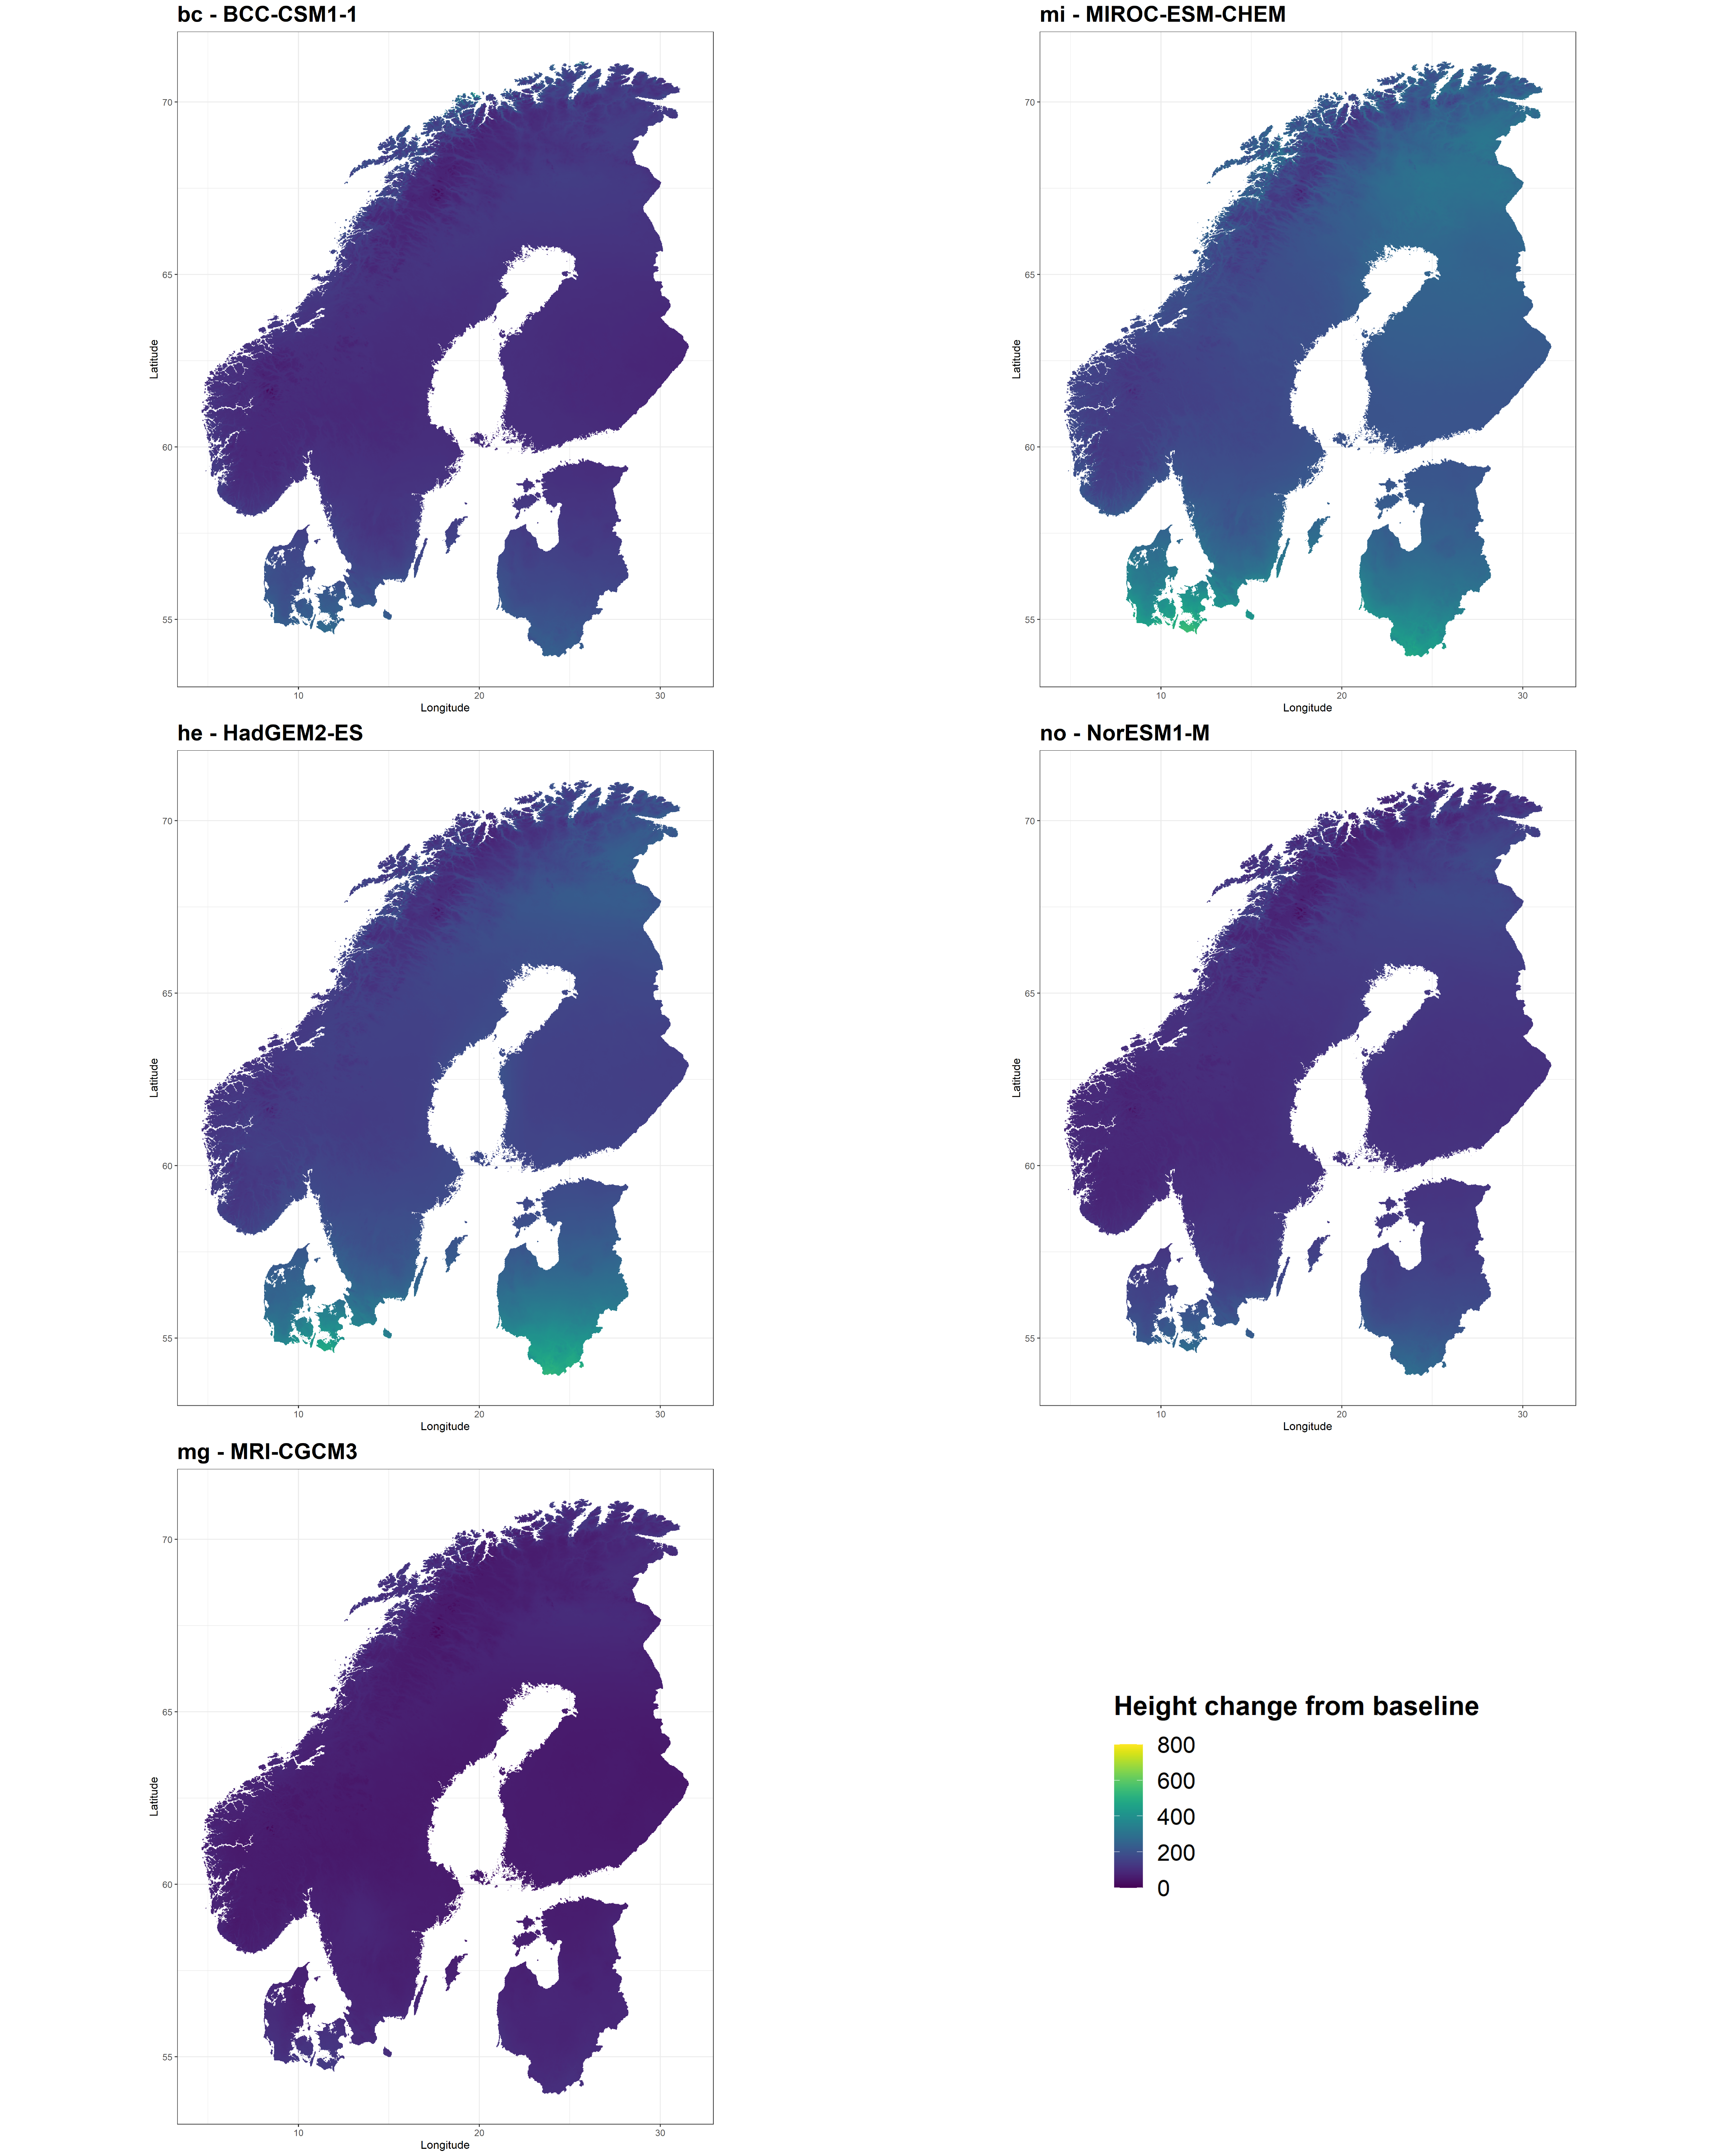 bc - BCC-CSM1-1
70
65
60
55
Latitude
10 20 30
Longitude
mi - MIROC-ESM-CHEM
70
65
60
55
Latitude
10 20 30
Longitude
he - HadGEM2-ES
70
65
60
55
Latitude
10 20 30
Longitude
no - NorESM1-M
70
65
60
55
Latitude
10 20 30
Longitude
mg - MRI-CGCM3
70
65
60
55
Latitude
10 20 30
Longitude
Height change from baseline
800
600
400
200
0